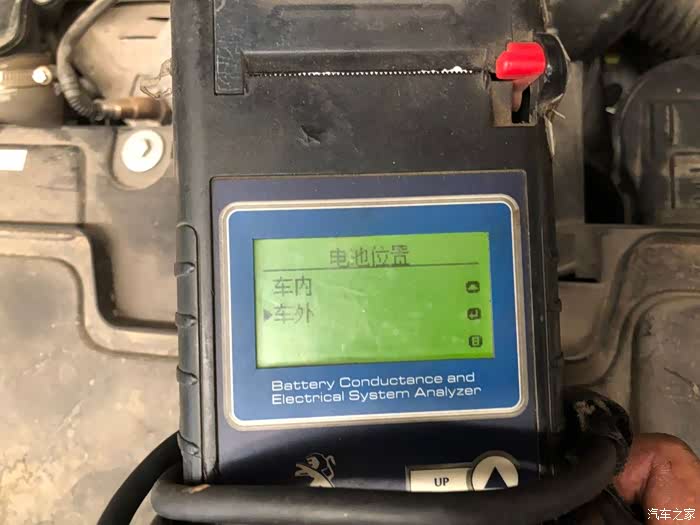 电池位置
车内
车外
Battery Conductance and
Electrical System Analyzer
UP
汽车之家